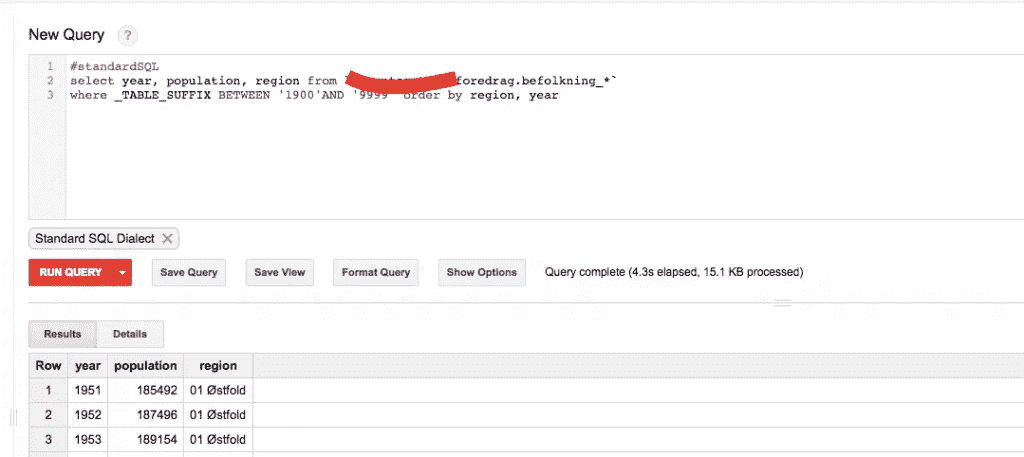 New Query ?
1 #standardSQL
2 select year, population, region from foredrag.befolkning_*`
3 where _TABLE_SUFFIX BETWEEN '1900'AND '9999' order by region, year
Standard SQL Dialect
RUN QUERY Save Query Save View Format Query Show Options Query complete (4.3s elapsed, 15.1 KB processed)
Results Details
Row year population region
1 1951 185492 01 Østfold
2 1952 187496 01 Østfold
3 1953 189154 01 Østfold